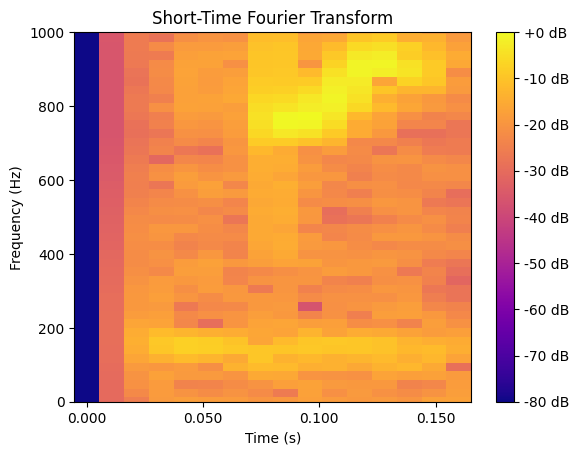 Short-Time Fourier Transform
1000
800
600
400
200
0
Frequency (Hz)
0.000
0.050
0.100
0.150
Time (s)
+0 dB
-10 dB
-20 dB
-30 dB
-40 dB
-50 dB
-60 dB
-70 dB
-80 dB